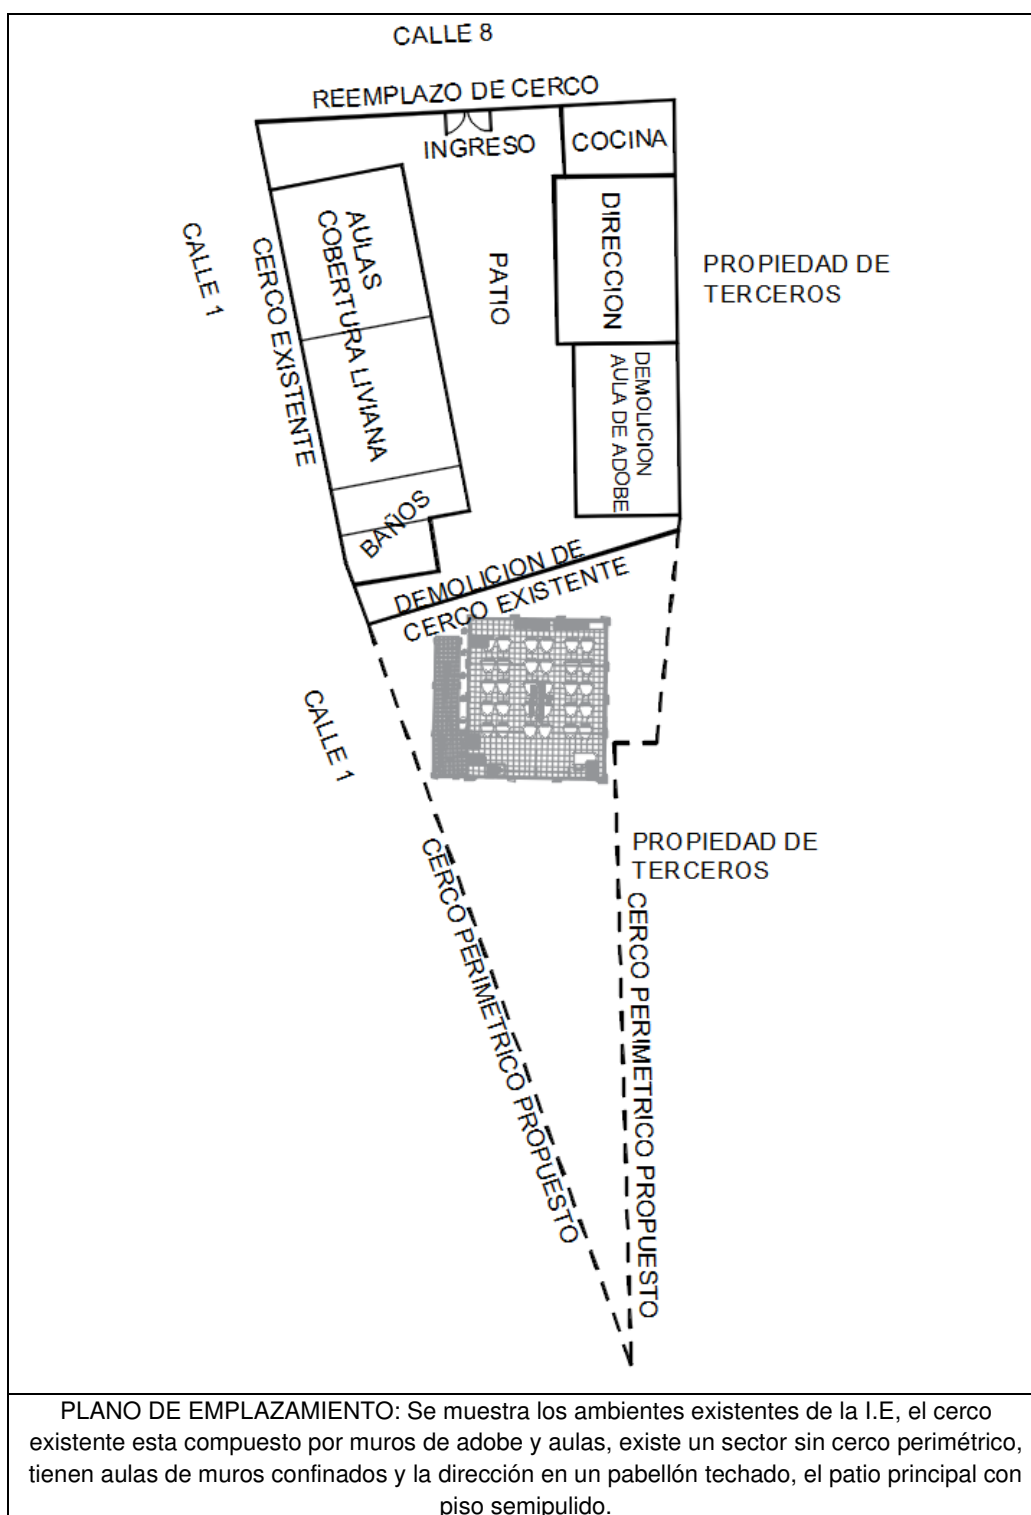 CALLE 8
REEMPLAZO DE CERCO
INGRESO
COCINA
AULAS
COBERTURA LIVIANA
DIRECCION
CALLE 1
CERCO EXISTENTE
PATIO
PROPIEDAD DE
TERCEROS
DEMOLICION
AULA DE ADOBE
BAÑOS
DEMOLICION DE
CERCO EXISTENTE
CALLE 1
PROPIEDAD DE
TERCEROS
CERCO PERIMETRICO PROPUESTO
CERCO PERIMETRICO PROPUESTO
PLANO DE EMPLAZAMIENTO: Se muestra los ambientes existentes de la I.E, el cerco
existente esta compuesto por muros de adobe y aulas, existe un sector sin cerco perimétrico,
tienen aulas de muros confinados y la dirección en un pabellón techado, el patio principal con
piso semipulido.